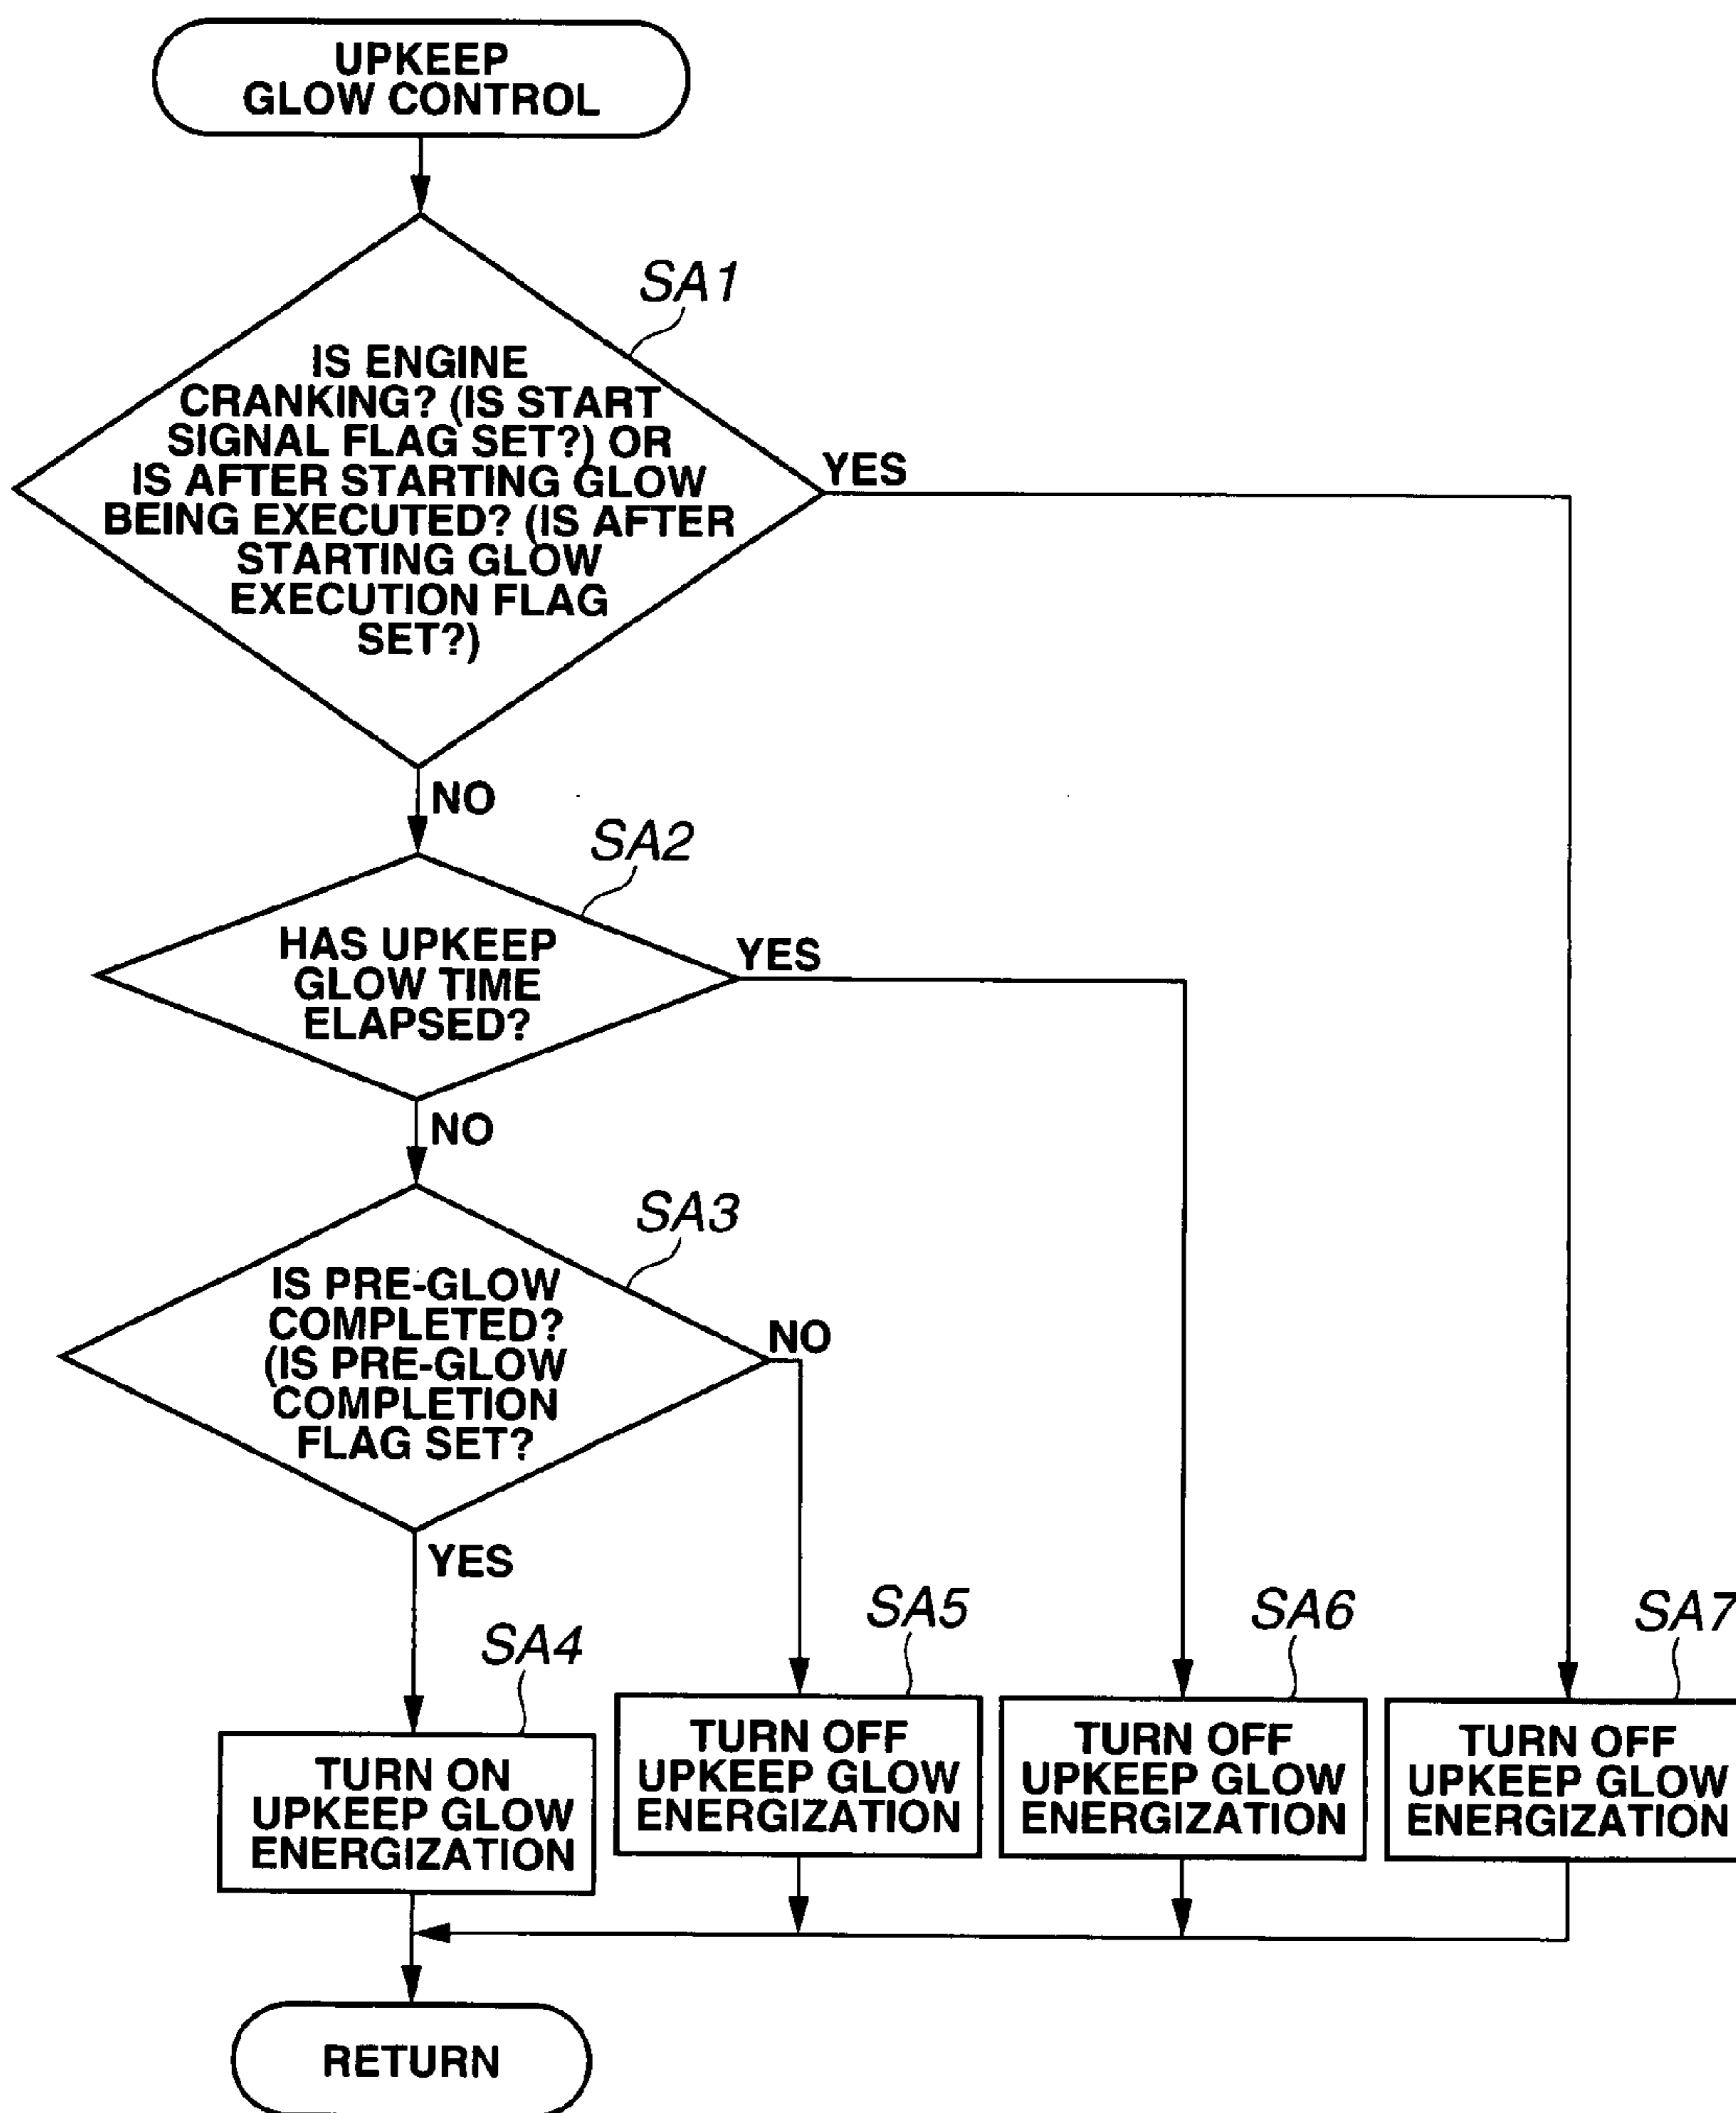 UPKEEP
GLOW CONTROL
SA1
IS ENGINE
CRANKING? (IS START
SIGNAL FLAG SET?) OR
IS AFTER STARTING GLOW
BEING EXECUTED? (IS AFTER
STARTING GLOW
EXECUTION FLAG
SET?)
YES
NO
SA2
HAS UPKEEP
GLOW TIME
ELAPSED?
YES
NO
SA3
IS PRE-GLOW
COMPLETED?
(IS PRE-GLOW
COMPLETION
FLAG SET?
NO
YES
SA4
TURN ON
UPKEEP GLOW
ENERGIZATION
SA5
TURN OFF
UPKEEP GLOW
ENERGIZATION
SA6
TURN OFF
UPKEEP GLOW
ENERGIZATION
SA7
TURN OFF
UPKEEP GLOW
ENERGIZATION
RETURN